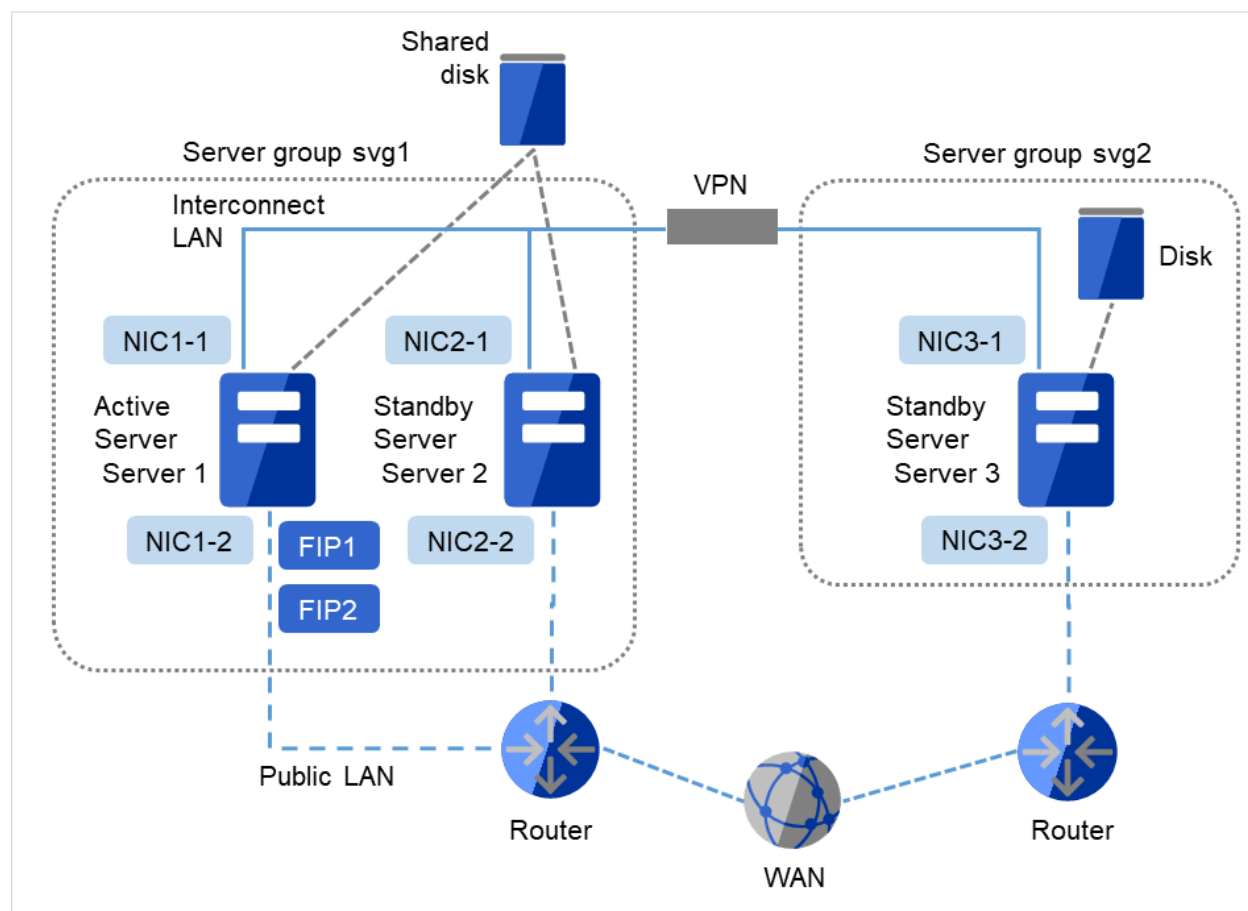 Shared
disk
Server group svg1
Server group svg2
VPN
Interconnect
LAN
Disk
NIC1-1
NIC2-1
NIC3-1
Active
Server
Server 1
Standby
Server
Server 2
Standby
Server
Server 3
NIC1-2
FIP1
NIC2-2
NIC3-2
FIP2
Public LAN
Router
Router
WAN